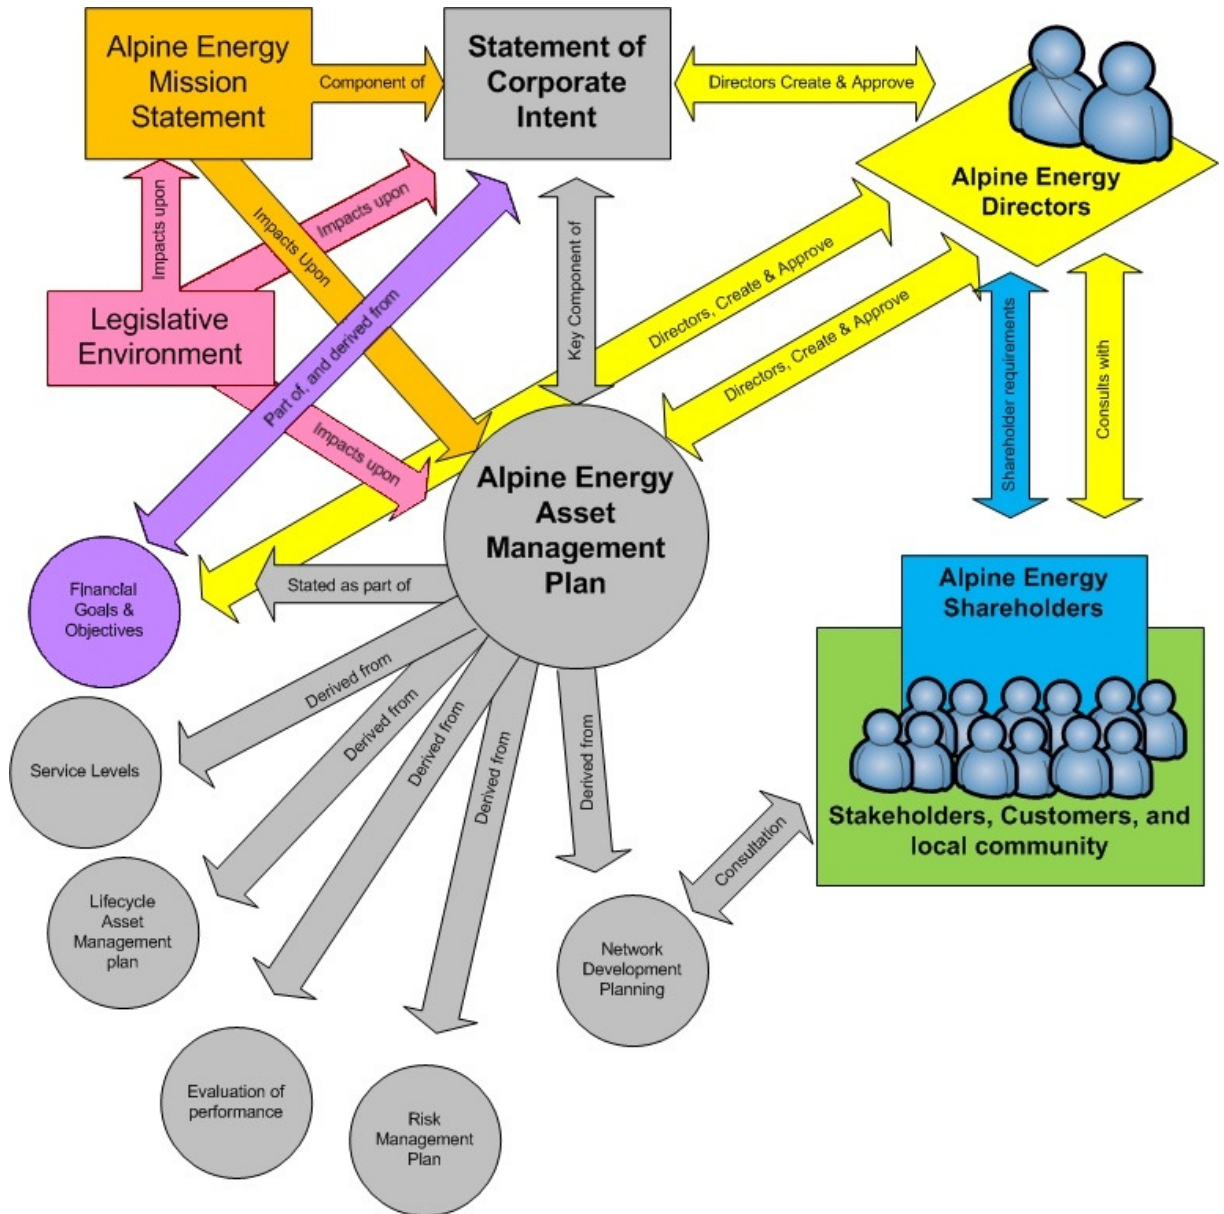 Alpine Energy
Mission
Statement
Component of
Statement of
Corporate
Intent
Directors Create & Approve
Alpine Energy
Directors
Impacts upon
Impacts upon
Impacts Upon
Legislative
Environment
Part of, and derived from
Impacts upon
Key Component of
Directors, Create & Approve
Directors, Create & Approve
Shareholder requirements
Consults with
Alpine Energy
Asset
Management
Plan
Financial
Goals &
Objectives
Stated as part of
Alpine Energy
Shareholders
Stakeholders, Customers, and
local community
Derived from
Derived from
Derived from
Derived from
Derived from
Consultation
Service Levels
Lifecycle
Asset
Management
plan
Network
Development
Planning
Evaluation of
performance
Risk
Management
Plan